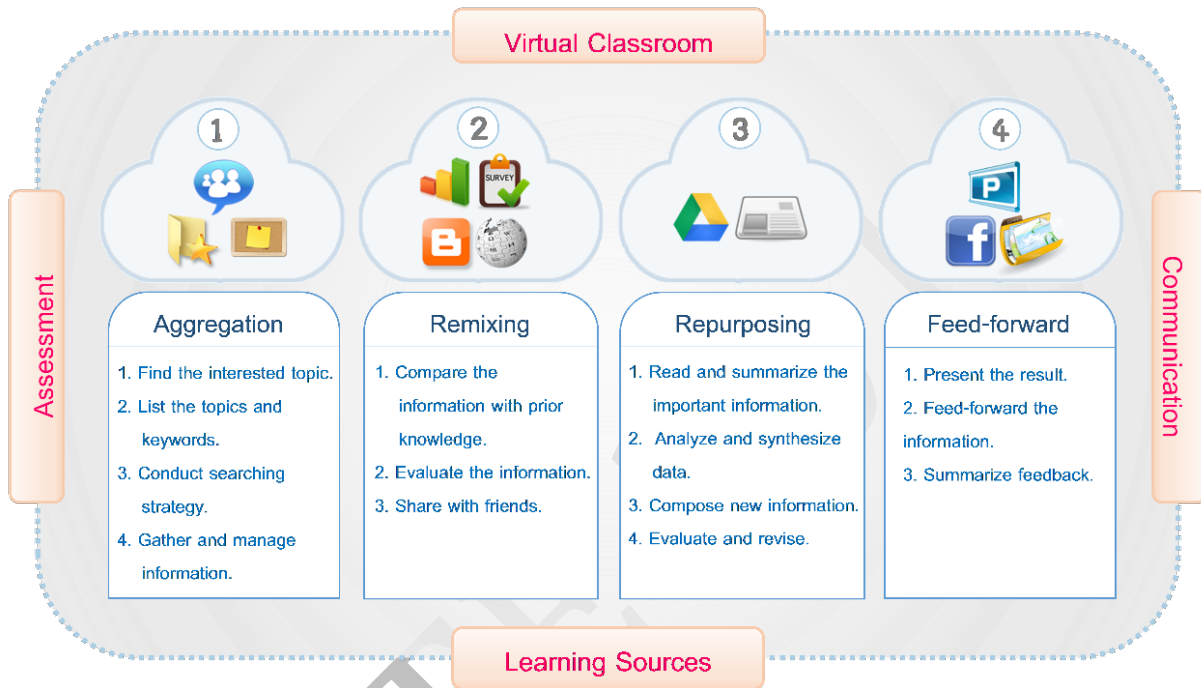 Virtual Classroom
1
2
3
4
SURVEY
P
B
f
Assessment
Communication
Aggregation
1. Find the interested topic.
2. List the topics and
keywords.
3. Conduct searching
strategy.
4. Gather and manage
information.
Remixing
1. Compare the
information with prior
knowledge.
2. Evaluate the information.
3. Share with friends.
Repurposing
1. Read and summarize the
important information.
2. Analyze and synthesize
data.
3. Compose new information.
4. Evaluate and revise.
Feed-forward
1. Present the result.
2. Feed-forward the
information.
3. Summarize feedback.
Learning Sources